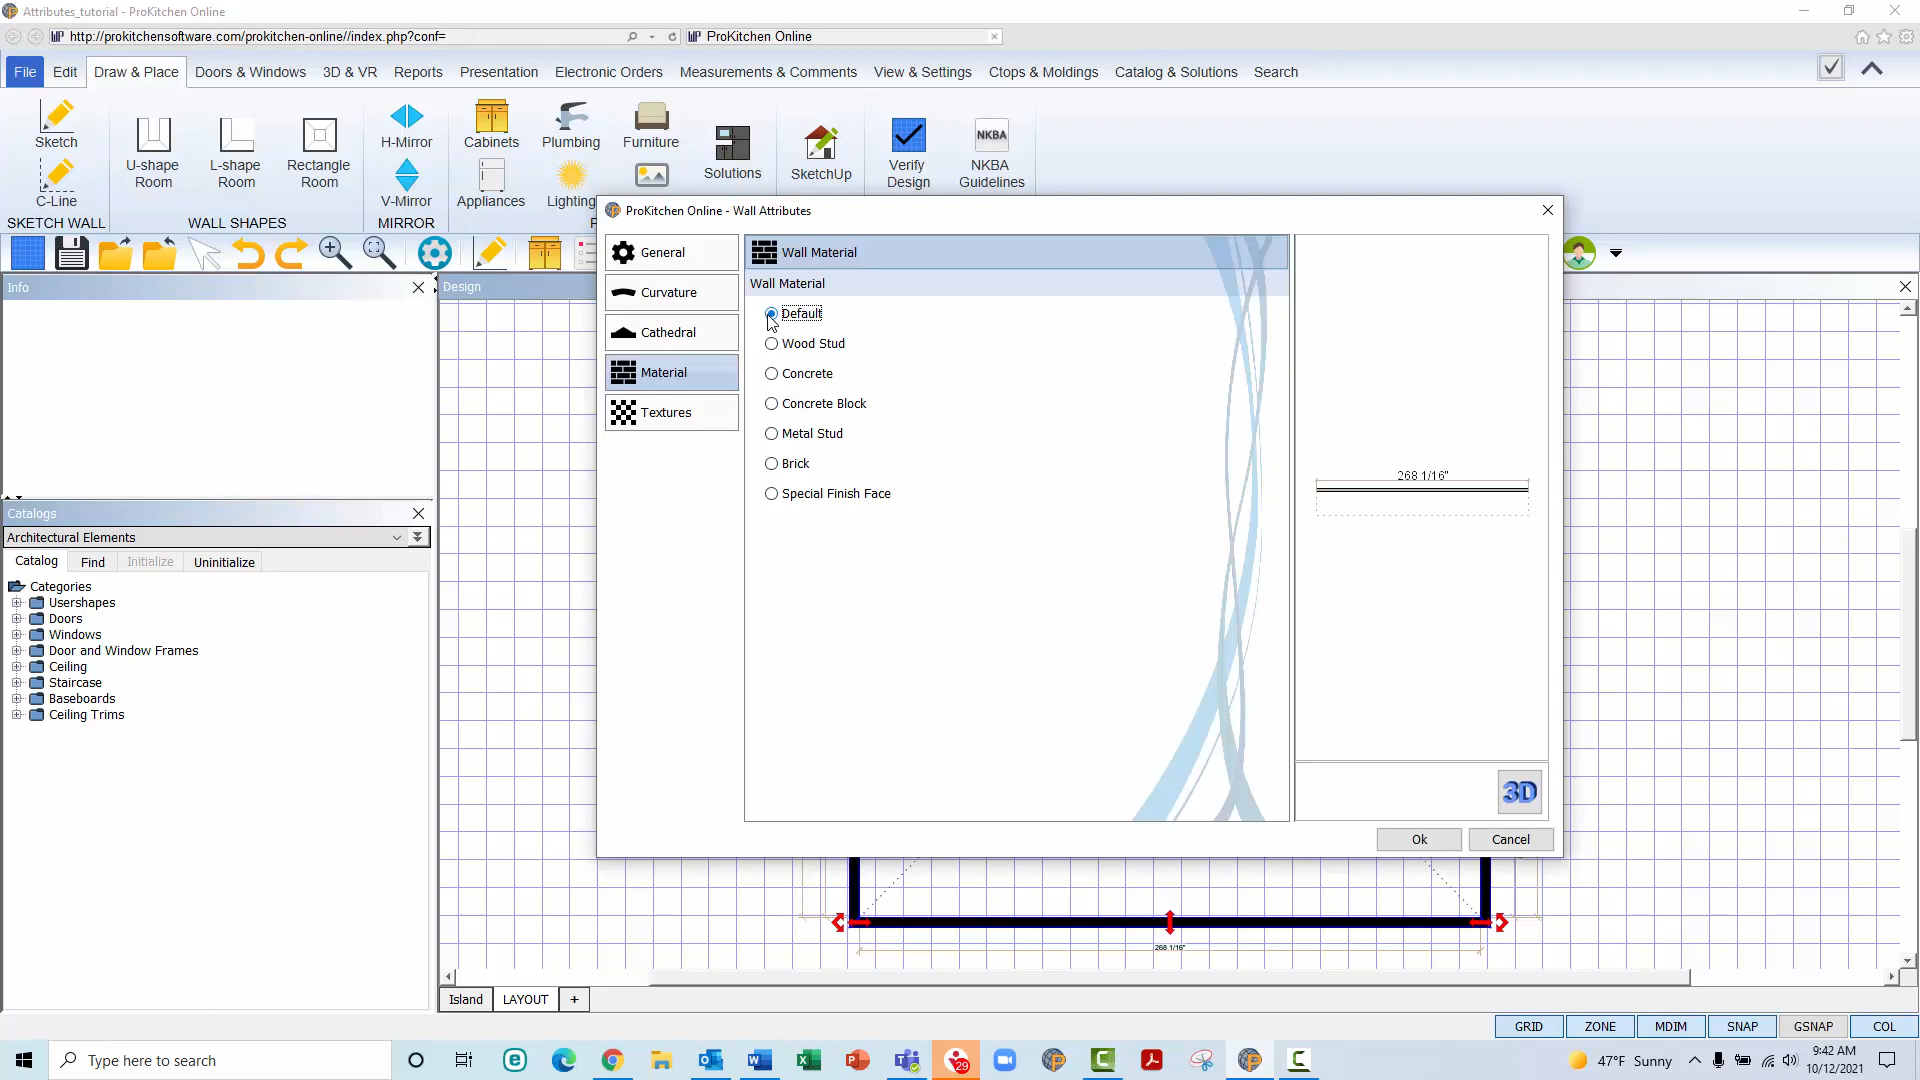 Attributes_tutorial - ProKitchen Online
http://prokitchensoftware.com/prokitchen-online//index.php?conf=
ProKitchen Online
File Edit Draw & Place Doors & Windows 3D & VR Reports Presentation Electronic Orders Measurements & Comments View & Settings Ctops & Moldings Catalog & Solutions Search
Sketch
C-Line
SKETCH WALL
U-shape Room
L-shape Room
Rectangle Room
WALL SHAPES
H-Mirror
V-Mirror
MIRROR
Cabinets
Appliances
Plumbing
Lighting
Furniture
Solutions
SketchUp
Verify Design
NKBA
NKBA Guidelines
ProKitchen Online - Wall Attributes
General
Curvature
Cathedral
Material
Textures
Wall Material
Wall Material
Default
Wood Stud
Concrete
Concrete Block
Metal Stud
Brick
Special Finish Face
268 1/16"
3D
Ok
Cancel
Info
Design
Catalogs
Architectural Elements
Catalog Find Initialize Uninitialize
Categories
Usershapes
Doors
Windows
Door and Window Frames
Ceiling
Staircase
Baseboards
Ceiling Trims
268 1/16"
Island LAYOUT +
GRID ZONE MDIM SNAP GSNAP COL
Type here to search
29
47°F Sunny
9:42 AM
10/12/2021